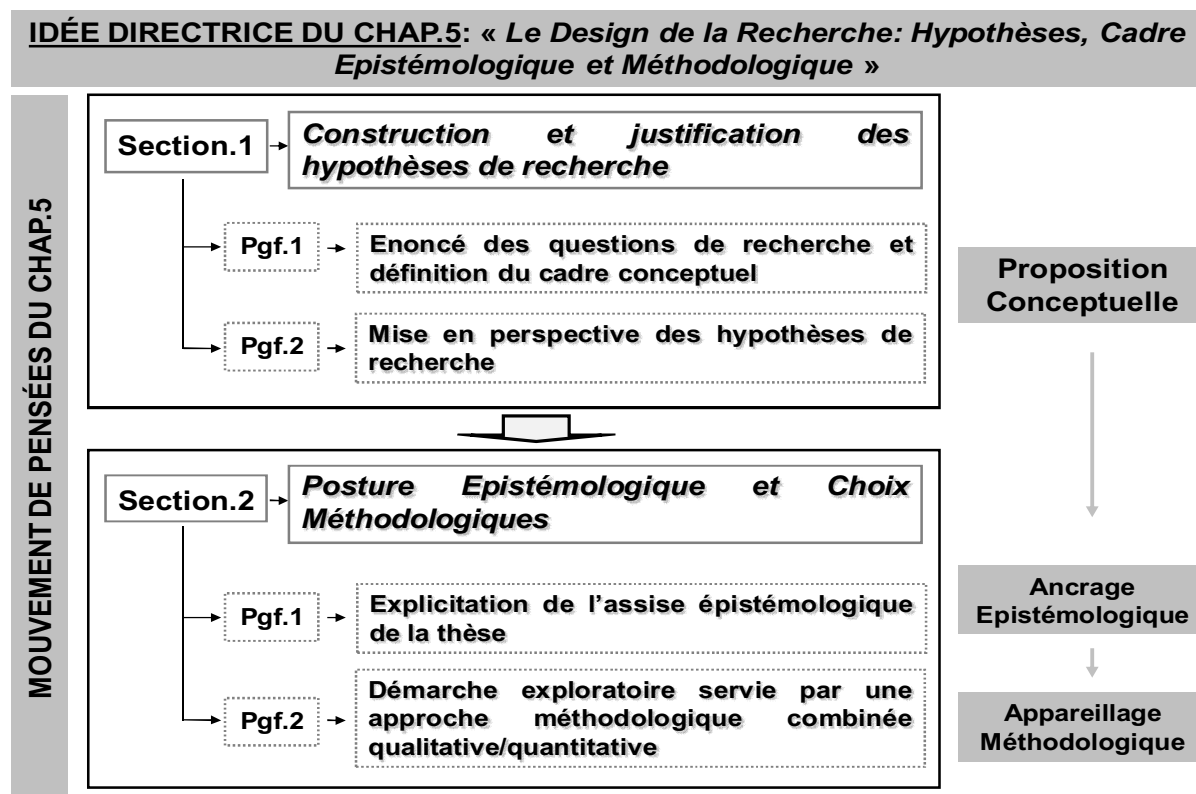 IDÉE DIRECTRICE DU CHAP.5: « Le Design de la Recherche: Hypothèses, Cadre
Epistémologique et Méthodologique »
MOUVEMENT DE PENSÉES DU CHAP.5
Section.1
Construction et justification des
hypothèses de recherche
Pgf.1
Enoncé des questions de recherche et
définition du cadre conceptuel
Pgf.2
Mise en perspective des hypothèses de
recherche
Proposition
Conceptuelle
Section.2
Posture Epistémologique et Choix
Méthodologiques
Pgf.1
Explicitation de l’assise épistémologique
de la thèse
Pgf.2
Démarche exploratoire servie par une
approche méthodologique combinée
qualitative/quantitative
Ancrage
Epistémologique
Appareillage
Méthodologique